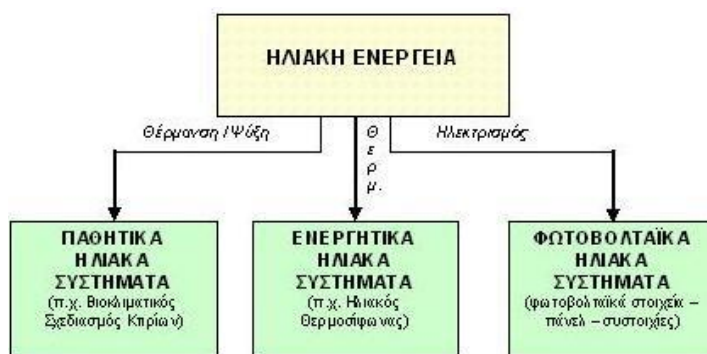 ΗΛΙΑΚΗ ΕΝΕΡΓΕΙΑ
Θέρμανση / Ψύξη
Θερμ.
Ηλεκτρισμός
ΠΑΘΗΤΙΚΑ
ΗΛΙΑΚΑ
ΣΥΣΤΗΜΑΤΑ
(π.χ. Βιοκλιματικός
Σχεδιασμός Κτιρίων)
ΕΝΕΡΓΗΤΙΚΑ
ΗΛΙΑΚΑ
ΣΥΣΤΗΜΑΤΑ
(π.χ. Ηλιακός
Θερμοσίφωνας)
ΦΩΤΟΒΟΛΤΑΪΚΑ
ΗΛΙΑΚΑ
ΣΥΣΤΗΜΑΤΑ
(φωτοβολταϊκά στοιχεία –
πάνελ – συστοιχίες)